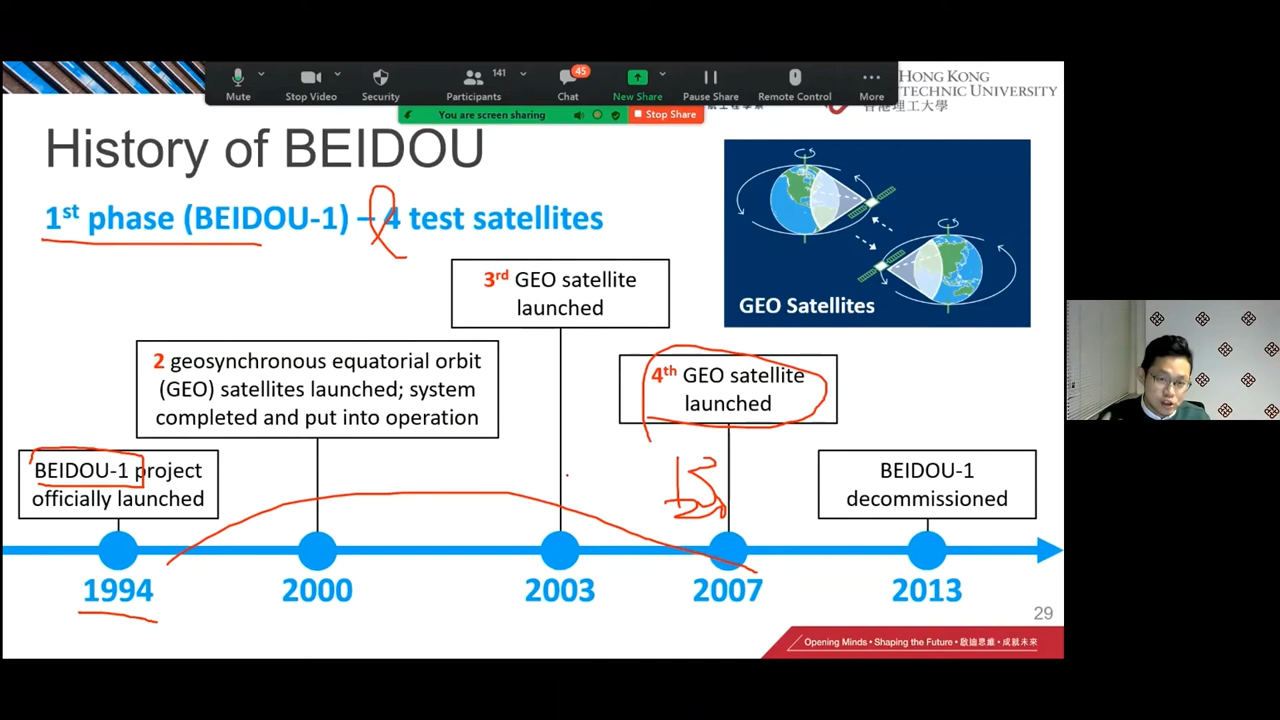 Mute
Stop Video
Security
Participants
141
Chat
45
New Share
Pause Share
Remote Control
More
You are screen sharing
Stop Share
HONG KONG
TECHNIC UNIVERSITY
香港理工大學
History of BEIDOU
1st phase (BEIDOU-1) – 4 test satellites
GEO Satellites
3rd GEO satellite
launched
2 geosynchronous equatorial orbit
(GEO) satellites launched; system
completed and put into operation
4th GEO satellite
launched
BEIDOU-1 project
officially launched
BEIDOU-1
decommissioned
1994
2000
2003
2007
2013
29
Opening Minds • Shaping the Future • 啟迪思維 • 成就未來